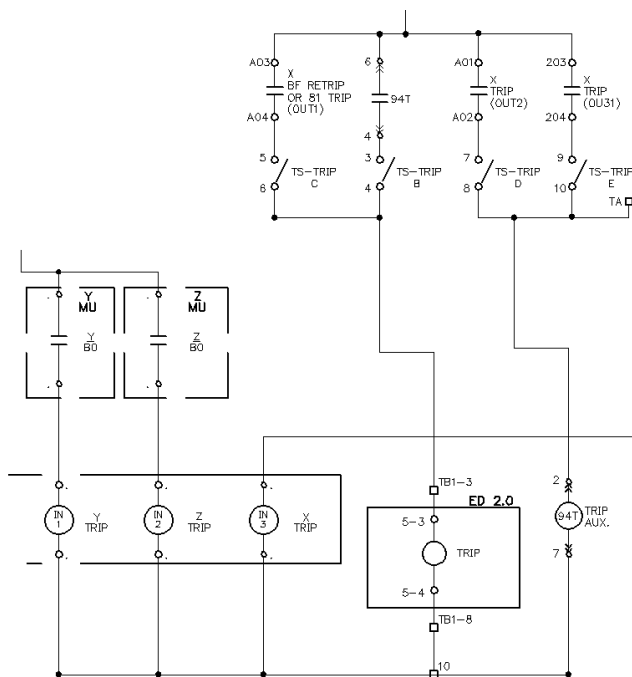 A03
X
BF RETRIP
OR 81 TRIP
(OUT1)
A04
5
6
TS-TRIP
C
6
94T
4
3
4
TS-TRIP
B
A01
X
TRIP
(OUT2)
A02
7
8
TS-TRIP
D
203
X
TRIP
(OU31)
204
9
10
TS-TRIP
E
TA
Y
MU
Y
BO
Z
MU
Z
BO
IN
1
Y
TRIP
IN
2
Z
TRIP
IN
3
X
TRIP
TB1-3
ED 2.0
5-3
TRIP
5-4
TB1-8
10
2
94T
TRIP
AUX.
7